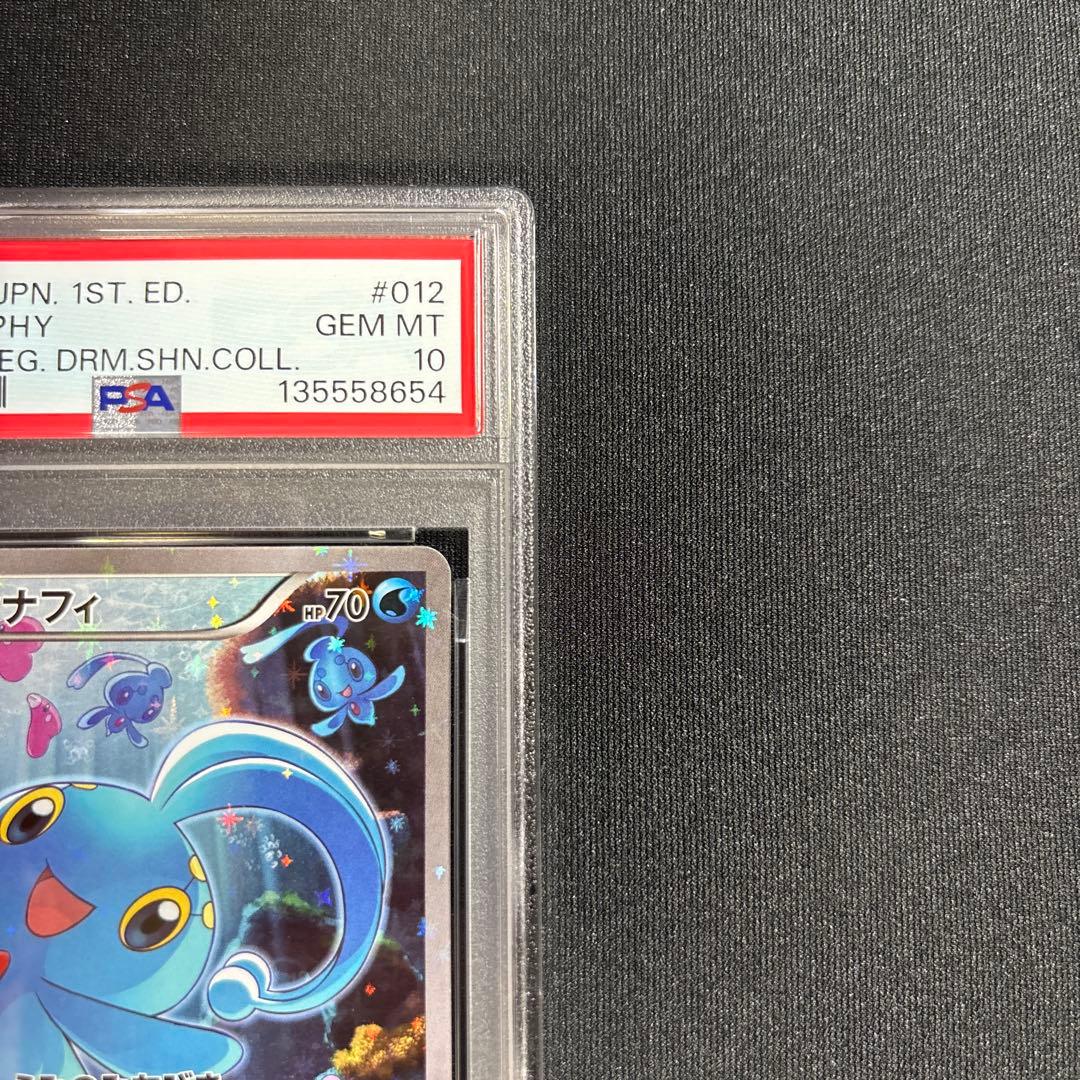 JPN. 1ST. ED. #012
PHY GEM MT
EG. DRM.SHN.COLL. 10
PSA 135558654
ナフィ HP70